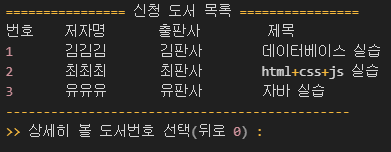 ================ 신청 도서 목록 ================
번호 저자명 출판사 제목
1 김김김 김판사 데이터베이스 실습
2 최최최 최판사 html+css+js 실습
3 유유유 유판사 자바 실습
---------------------------------------------
>> 상세히 볼 도서번호 선택(뒤로 0) :